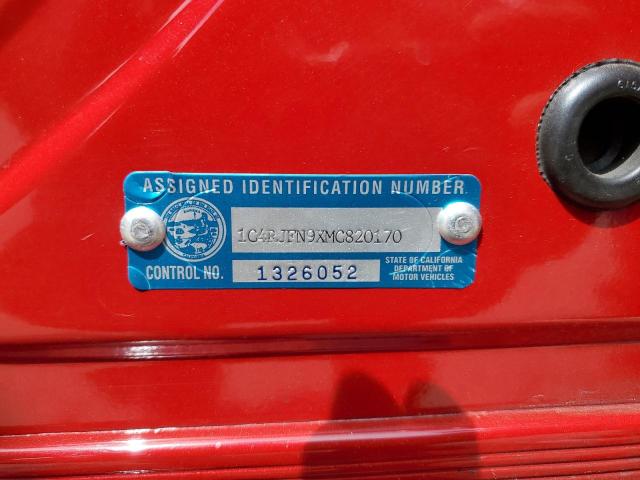 ASSIGNED IDENTIFICATION NUMBER
1C4RJFN9XMC820170
CONTROL NO. 1326052
STATE OF CALIFORNIA
DEPARTMENT OF
MOTOR VEHICLES